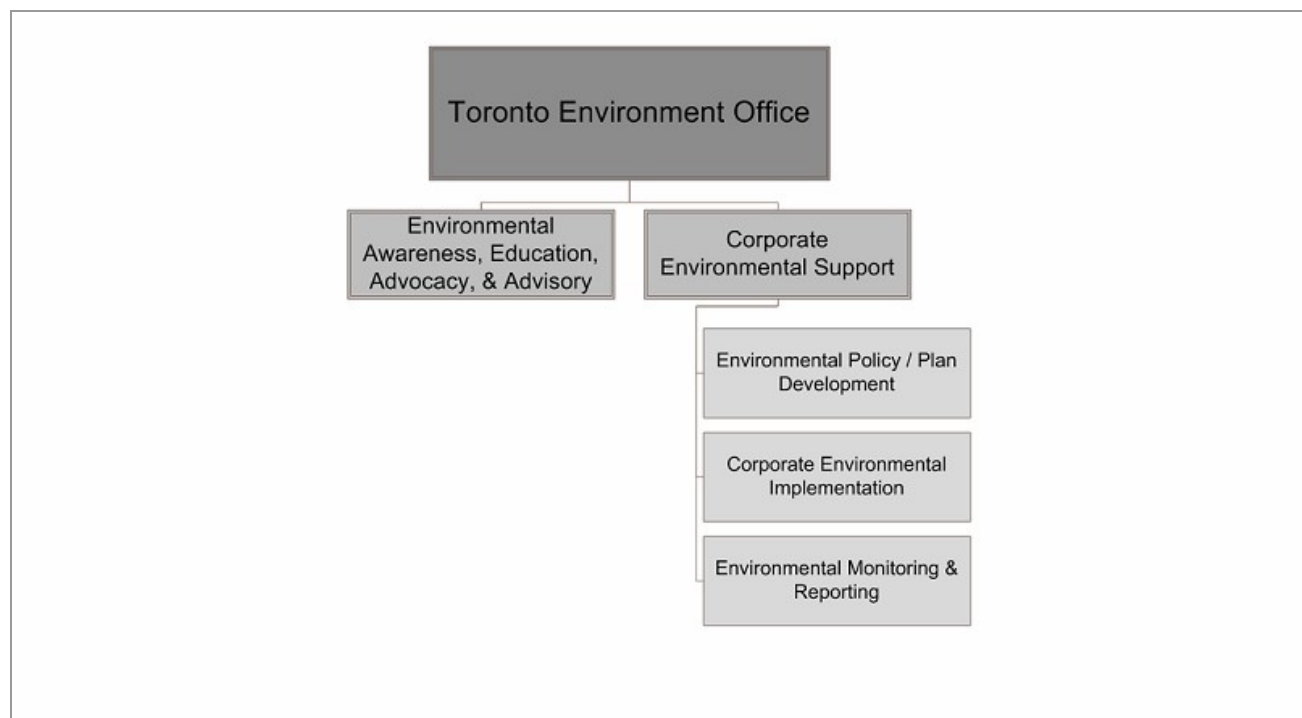 Toronto Environment Office
Environmental
Awareness, Education,
Advocacy, & Advisory
Corporate
Environmental Support
Environmental Policy / Plan
Development
Corporate Environmental
Implementation
Environmental Monitoring &
Reporting